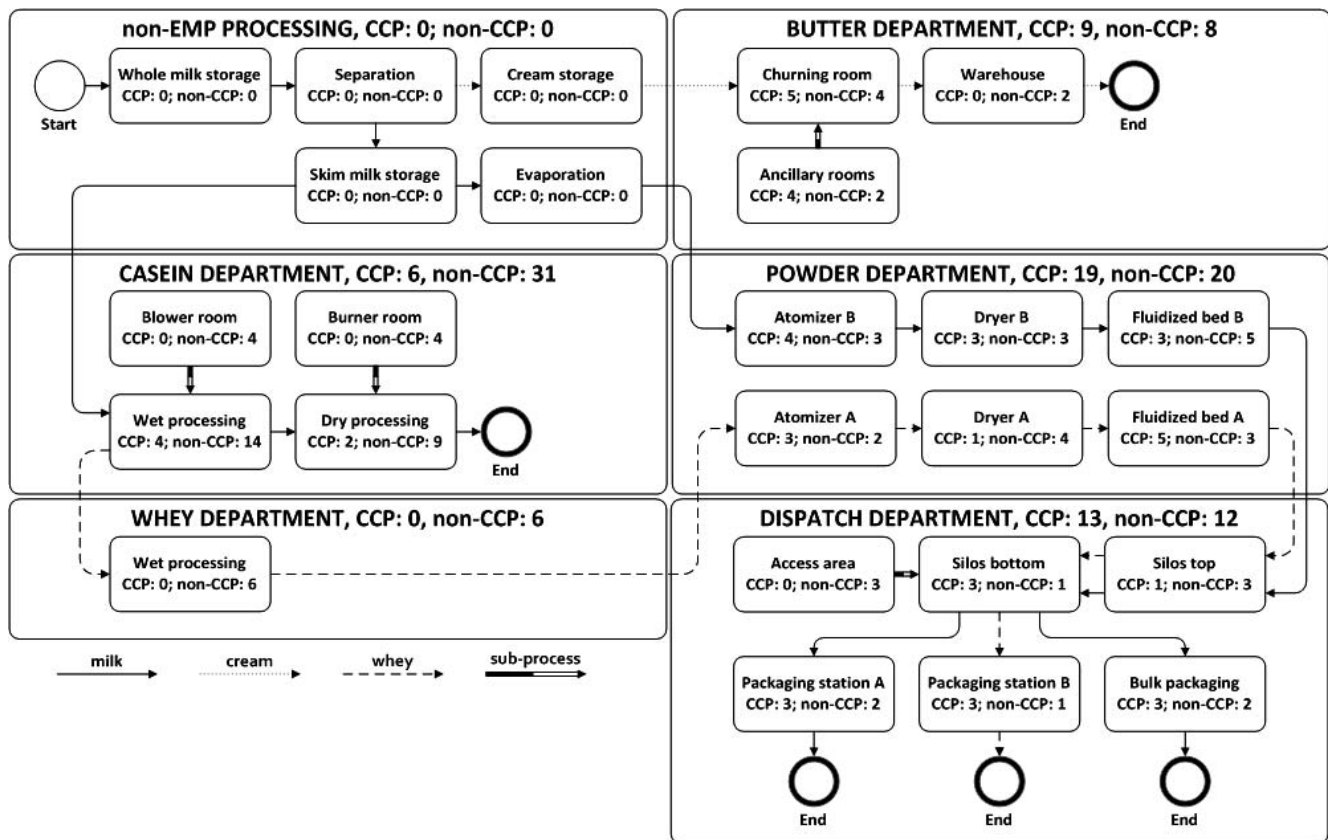 non-EMP PROCESSING, CCP: 0; non-CCP: 0
Start
Whole milk storage
CCP: 0; non-CCP: 0
Separation
CCP: 0; non-CCP: 0
Cream storage
CCP: 0; non-CCP: 0
Skim milk storage
CCP: 0; non-CCP: 0
Evaporation
CCP: 0; non-CCP: 0
BUTTER DEPARTMENT, CCP: 9, non-CCP: 8
Churning room
CCP: 5; non-CCP: 4
Warehouse
CCP: 0; non-CCP: 2
End
Ancillary rooms
CCP: 4; non-CCP: 2
CASEIN DEPARTMENT, CCP: 6, non-CCP: 31
Blower room
CCP: 0; non-CCP: 4
Burner room
CCP: 0; non-CCP: 4
Wet processing
CCP: 4; non-CCP: 14
Dry processing
CCP: 2; non-CCP: 9
End
POWDER DEPARTMENT, CCP: 19, non-CCP: 20
Atomizer B
CCP: 4; non-CCP: 3
Dryer B
CCP: 3; non-CCP: 3
Fluidized bed B
CCP: 3; non-CCP: 5
Atomizer A
CCP: 3; non-CCP: 2
Dryer A
CCP: 1; non-CCP: 4
Fluidized bed A
CCP: 5; non-CCP: 3
WHEY DEPARTMENT, CCP: 0, non-CCP: 6
Wet processing
CCP: 0; non-CCP: 6
DISPATCH DEPARTMENT, CCP: 13, non-CCP: 12
Access area
CCP: 0; non-CCP: 3
Silos bottom
CCP: 3; non-CCP: 1
Silos top
CCP: 1; non-CCP: 3
Packaging station A
CCP: 3; non-CCP: 2
Packaging station B
CCP: 3; non-CCP: 1
Bulk packaging
CCP: 3; non-CCP: 2
End
End
End
milk
cream
whey
sub-process